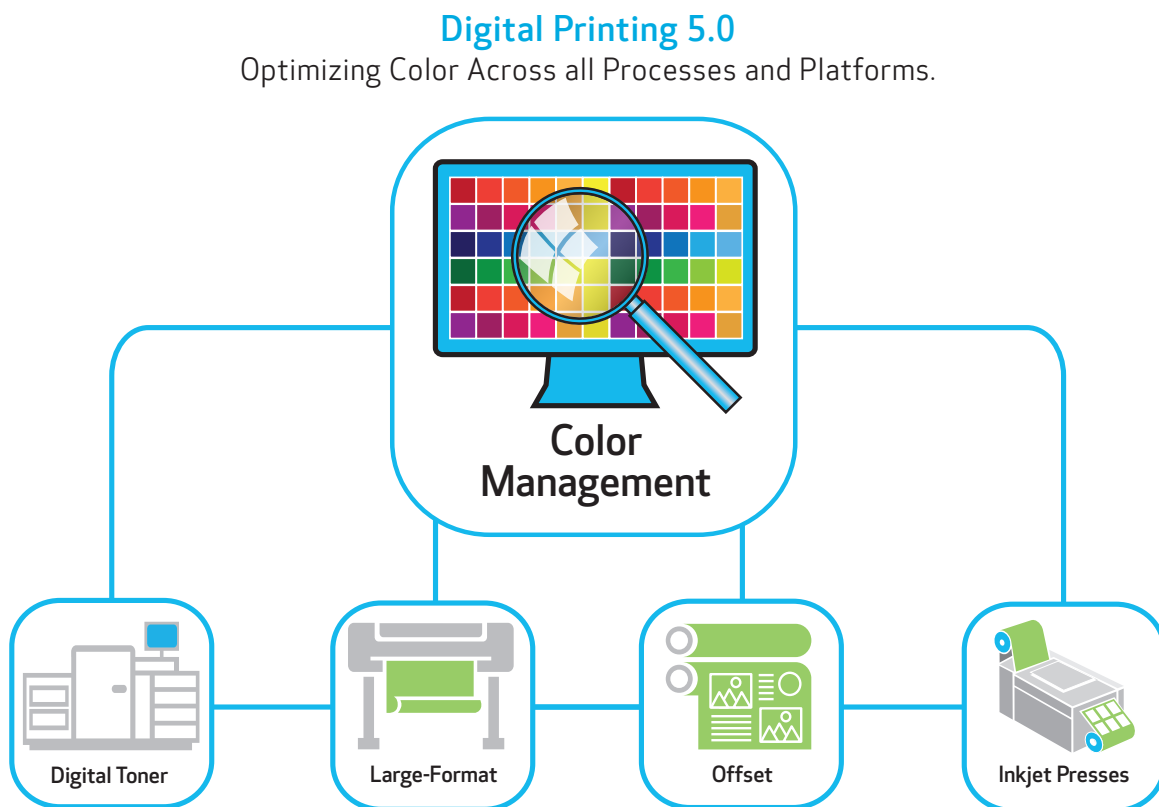 Digital Printing 5.0
Optimizing Color Across all Processes and Platforms.
Color
Management
Digital Toner
Large-Format
Offset
Inkjet Presses